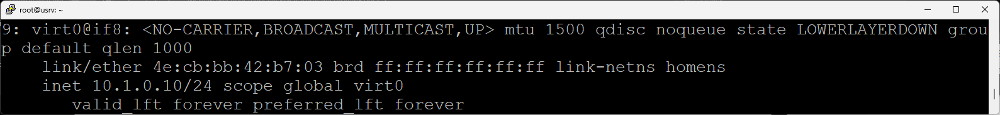 root@usrv: ~
9: virt0@if8: <NO-CARRIER,BROADCAST,MULTICAST,UP> mtu 1500 qdisc noqueue state LOWERLAYERDOWN grou
p default qlen 1000
    link/ether 4e:cb:bb:42:b7:03 brd ff:ff:ff:ff:ff:ff link-netns homens
    inet 10.1.0.10/24 scope global virt0
       valid_lft forever preferred_lft forever